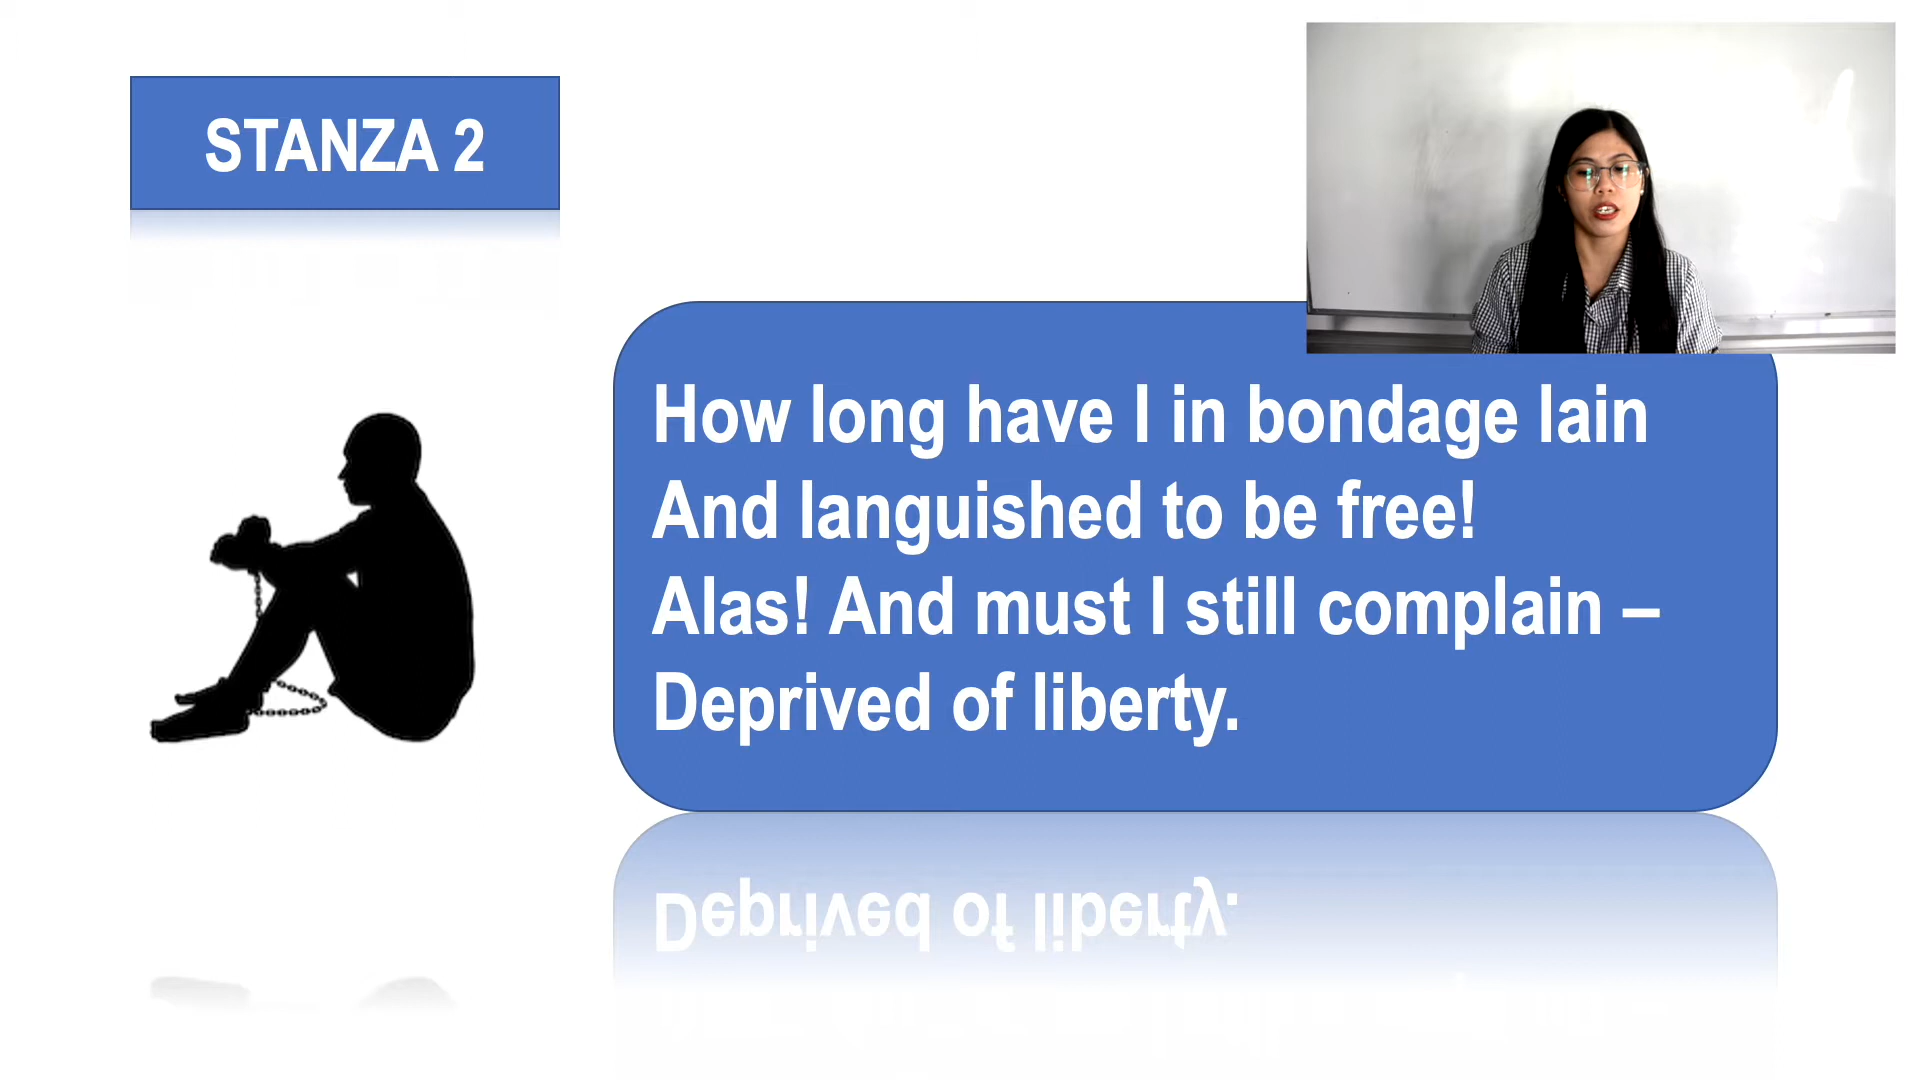 STANZA 2
How long have I in bondage lain
And languished to be free!
Alas! And must I still complain –
Deprived of liberty.